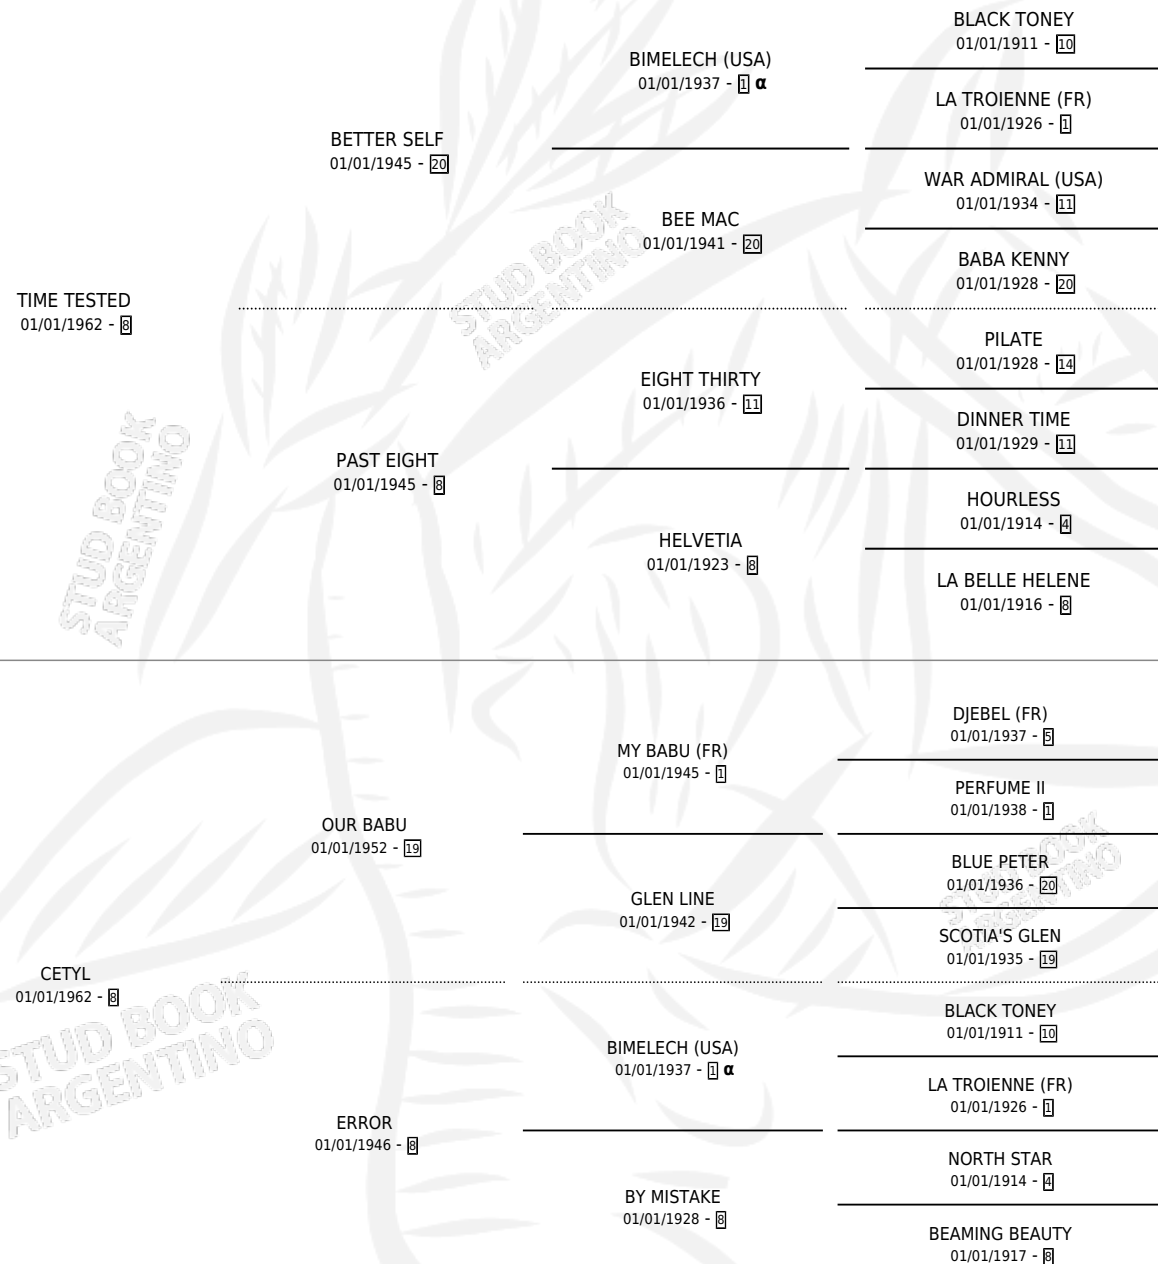 BLACK TONEY
01/01/1911 - 10
BIMELECH (USA)
01/01/1937 - 1 α
LA TROIENNE (FR)
01/01/1926 - 1
BETTER SELF
01/01/1945 - 20
WAR ADMIRAL (USA)
01/01/1934 - 11
BEE MAC
01/01/1941 - 20
BABA KENNY
01/01/1928 - 20
STUD BOOK
ARGENTINO
TIME TESTED
01/01/1962 - 8
PILATE
01/01/1928 - 14
EIGHT THIRTY
01/01/1936 - 11
DINNER TIME
01/01/1929 - 11
PAST EIGHT
01/01/1945 - 8
HOURLESS
01/01/1914 - 4
HELVETIA
01/01/1923 - 8
LA BELLE HELENE
01/01/1916 - 8
STUD BOOK
ARGENTINO
DJEBEL (FR)
01/01/1937 - 5
MY BABU (FR)
01/01/1945 - 1
PERFUME II
01/01/1938 - 1
OUR BABU
01/01/1952 - 19
BLUE PETER
01/01/1936 - 20
GLEN LINE
01/01/1942 - 19
SCOTIA'S GLEN
01/01/1935 - 19
STUD BOOK
ARGENTINO
CETYL
01/01/1962 - 8
BLACK TONEY
01/01/1911 - 10
BIMELECH (USA)
01/01/1937 - 1 α
LA TROIENNE (FR)
01/01/1926 - 1
STUD BOOK
ARGENTINO
ERROR
01/01/1946 - 8
NORTH STAR
01/01/1914 - 4
BY MISTAKE
01/01/1928 - 8
BEAMING BEAUTY
01/01/1917 - 8